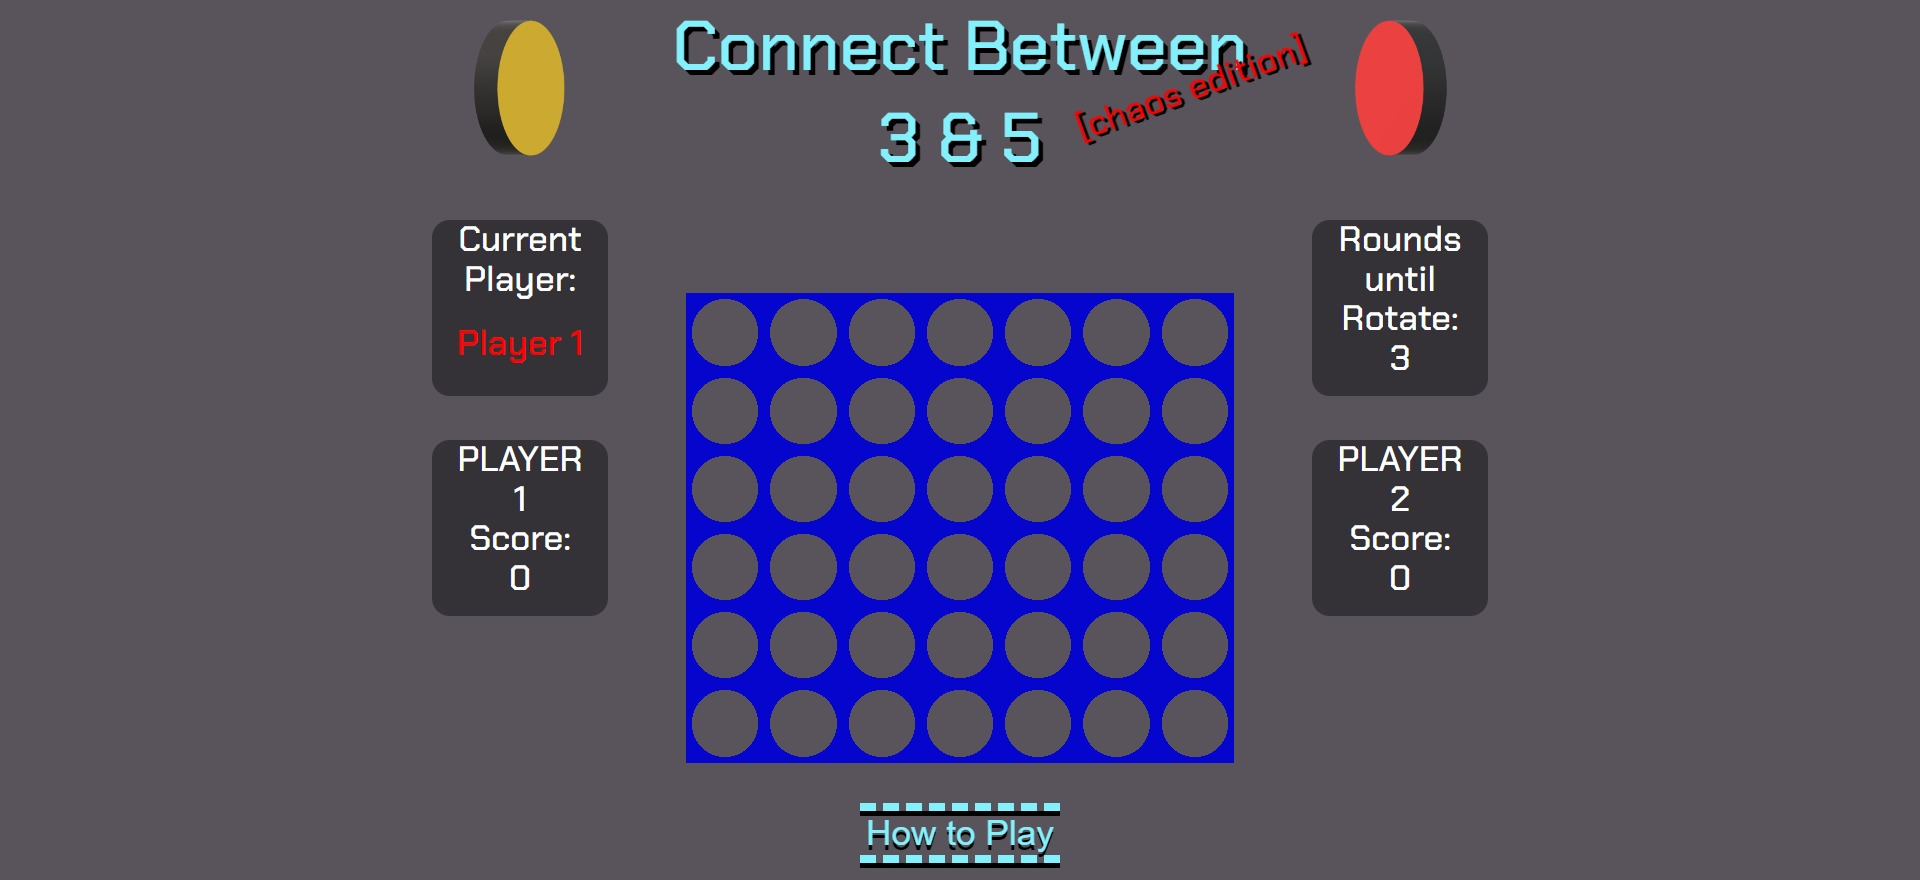 Connect Between
3 & 5
[chaos edition]
Current
Player:
Player 1
Rounds
until
Rotate:
3
PLAYER
1
Score:
0
PLAYER
2
Score:
0
How to Play